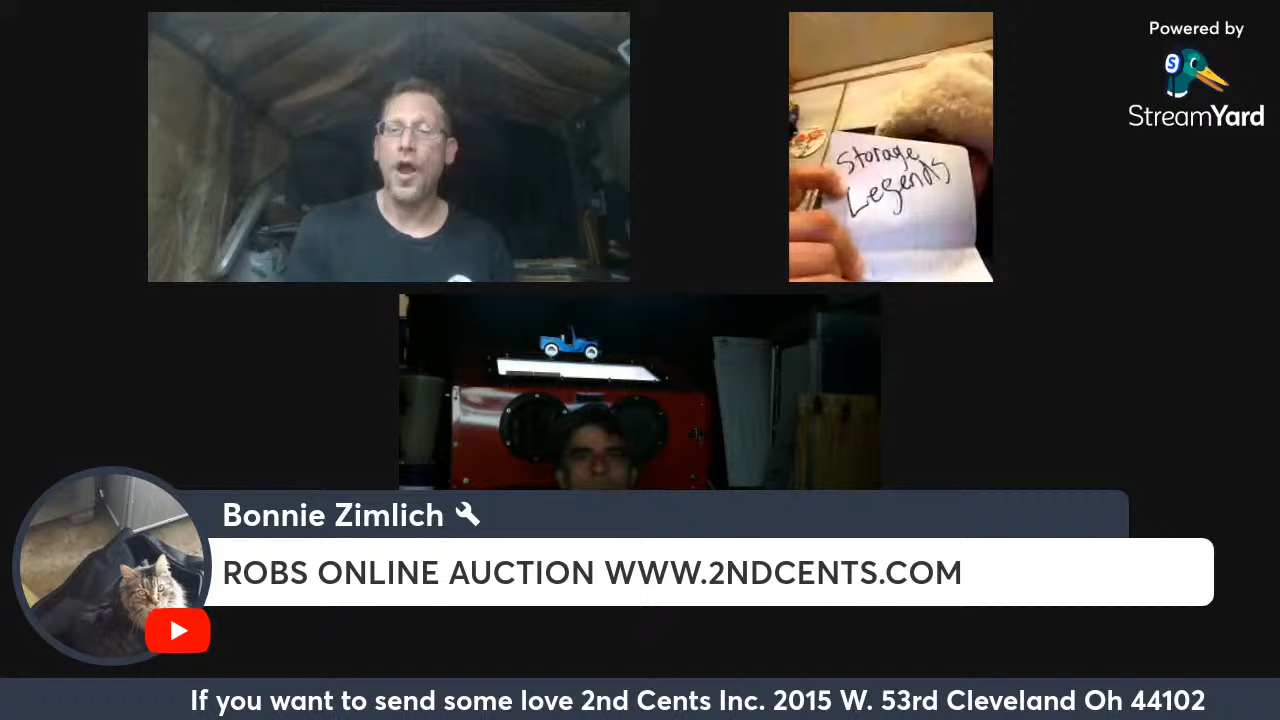 Powered by
S
StreamYard
Storage
Legends
Bonnie Zimlich
ROBS ONLINE AUCTION WWW.2NDCENTS.COM
If you want to send some love 2nd Cents Inc. 2015 W. 53rd Cleveland Oh 44102